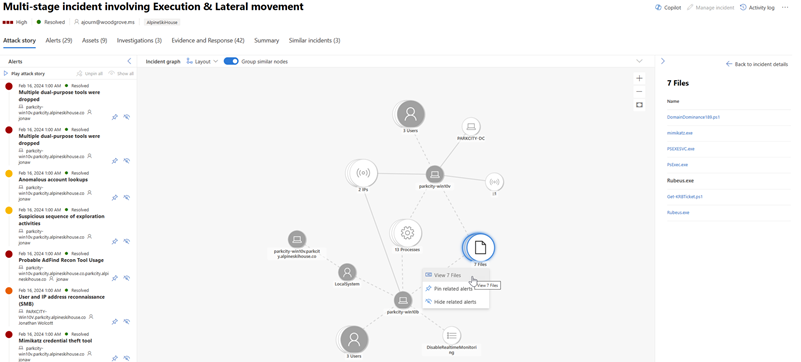 Multi-stage incident involving Execution & Lateral movement
High | Resolved | ajourn@woodgrove.ms | AlpineSkiHouse
Copilot Manage incident Activity log
Attack story Alerts (29) Assets (9) Investigations (3) Evidence and Response (42) Summary Similar incidents (3)
Alerts
Play attack story Unpin all Show all
Feb 16, 2024 1:00 AM Resolved
Multiple dual-purpose tools were
dropped
parkcity-
win10v.parkcity.alpineskihouse.co
jonaw
Feb 16, 2024 1:00 AM Resolved
Multiple dual-purpose tools were
dropped
parkcity-
win10v.parkcity.alpineskihouse.co
jonaw
Feb 16, 2024 1:00 AM Resolved
Anomalous account lookups
parkcity-
win10v.parkcity.alpineskihouse.co
jonaw
Feb 16, 2024 1:00 AM Resolved
Suspicious sequence of exploration
activities
parkcity-
win10v.parkcity.alpineskihouse.co
jonaw
Feb 16, 2024 1:00 AM Resolved
Probable AdFind Recon Tool Usage
parkcity-
win10v.parkcity.alpineskihouse.co.parkcity.alpi
neskihouse.co jonaw
Feb 16, 2024 1:00 AM Resolved
User and IP address reconnaissance
(SMB)
PARKCITY-
WIN10V.parkcity.alpineskihouse.co
Jonathan Wolcott
Feb 16, 2024 1:00 AM Resolved
Mimikatz credential theft tool
parkcity-
win10v.parkcity.alpineskihouse.co
Incident graph Layout Group similar nodes
3 Users
PARKCITY-DC
2 IPs
parkcity-win10v
::1
13 Processes
parkcity-win10v.parkcit
y.alpineskihouse.co
7 Files
LocalSystem
View 7 Files
View 7 Files
Pin related alerts
Hide related alerts
parkcity-win10b
3 Users
DisableRealtimeMonitori
ng
Back to incident details
7 Files
Name
DomainDominance189.ps1
mimikatz.exe
PSEXESVC.exe
PsExec.exe
Rubeus.exe
Get-KRBTicket.ps1
Rubeus.exe